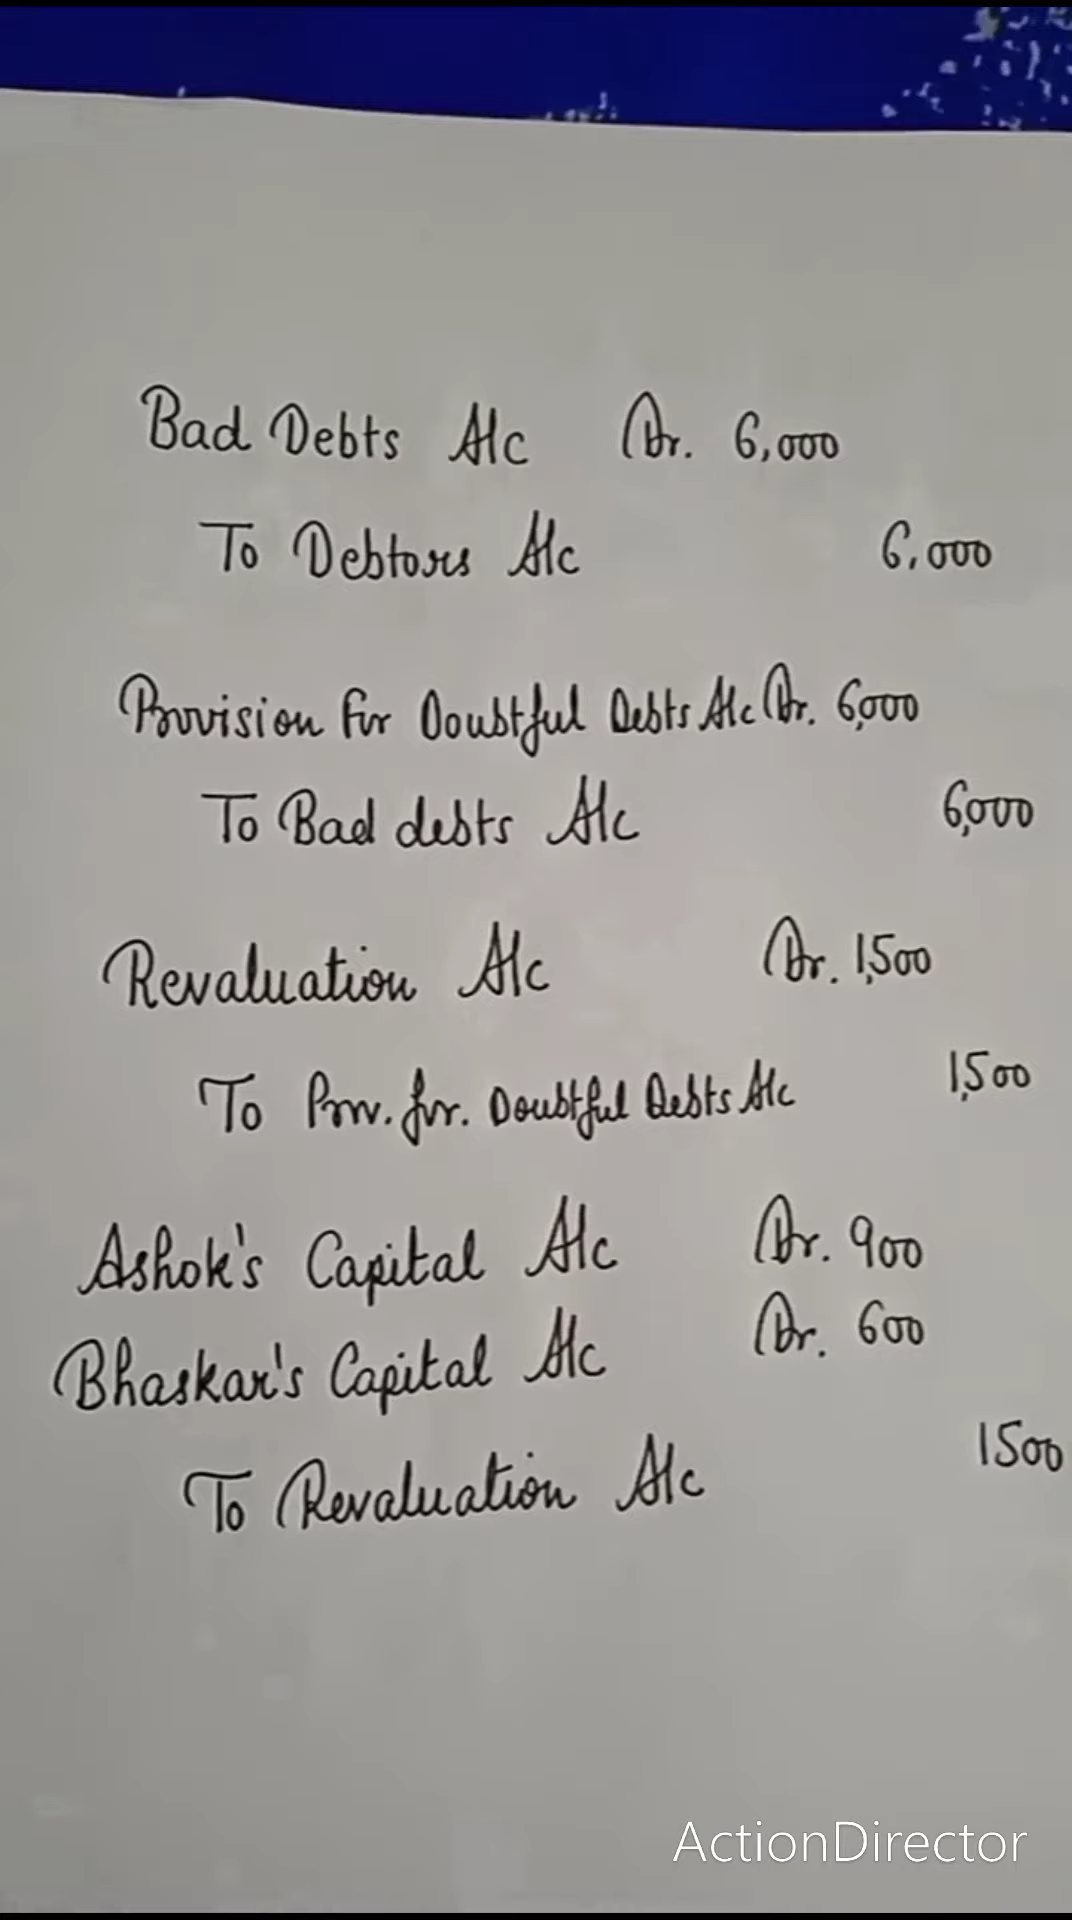 Bad Debts A/c Dr. 6,000
To Debtors A/c 6,000
Provision for Doubtful Debts A/c Dr. 6,000
To Bad debts A/c 6,000
Revaluation A/c Dr. 1,500
To Prov. for. Doubtful Debts A/c 1,500
Ashok's Capital A/c Dr. 900
Bhaskar's Capital A/c Dr. 600
To Revaluation A/c 1500
ActionDirector